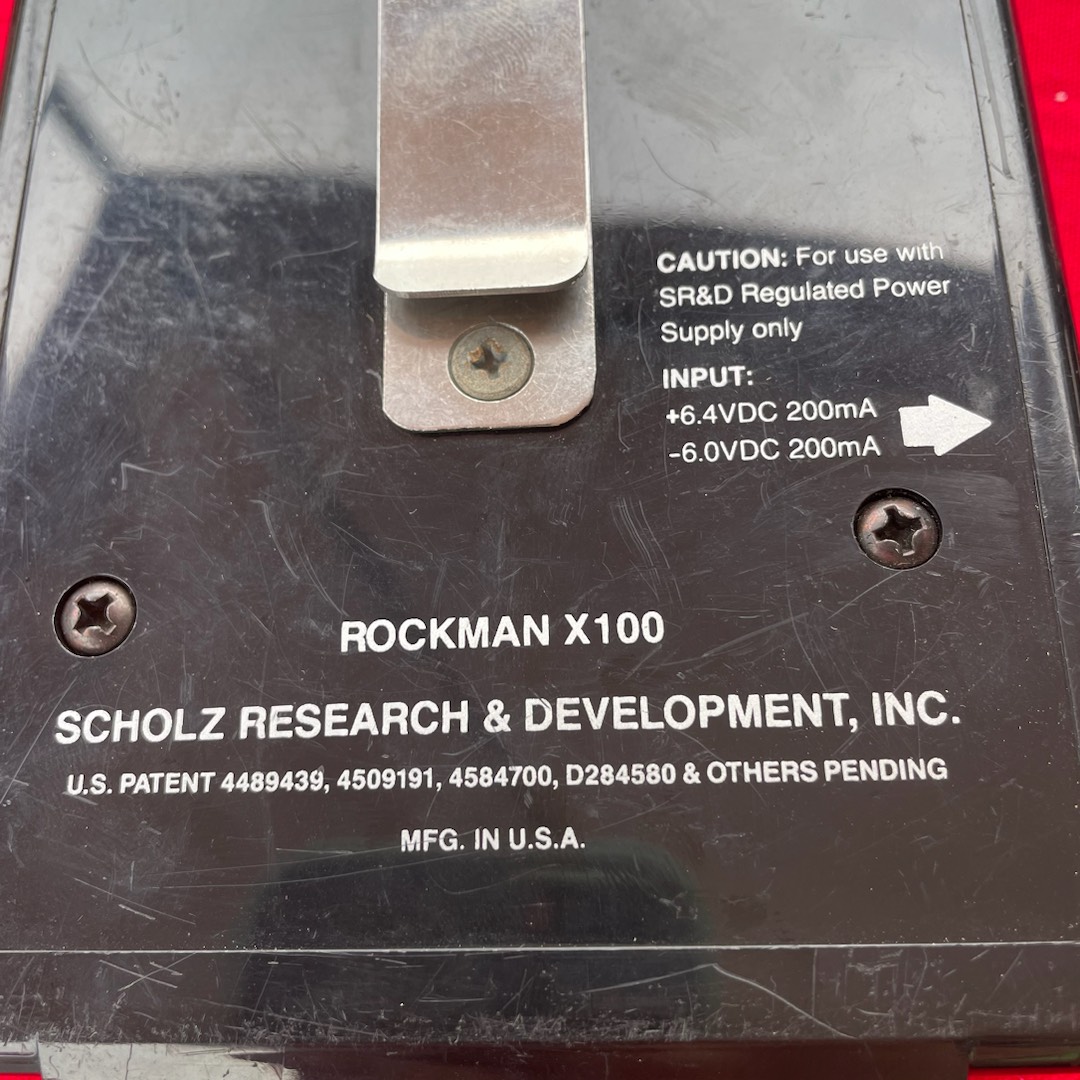 CAUTION: For use with
SR&D Regulated Power
Supply only
INPUT:
+6.4VDC 200mA
-6.0VDC 200mA
ROCKMAN X100
SCHOLZ RESEARCH & DEVELOPMENT, INC.
U.S. PATENT 4489439, 4509191, 4584700, D284580 & OTHERS PENDING
MFG. IN U.S.A.